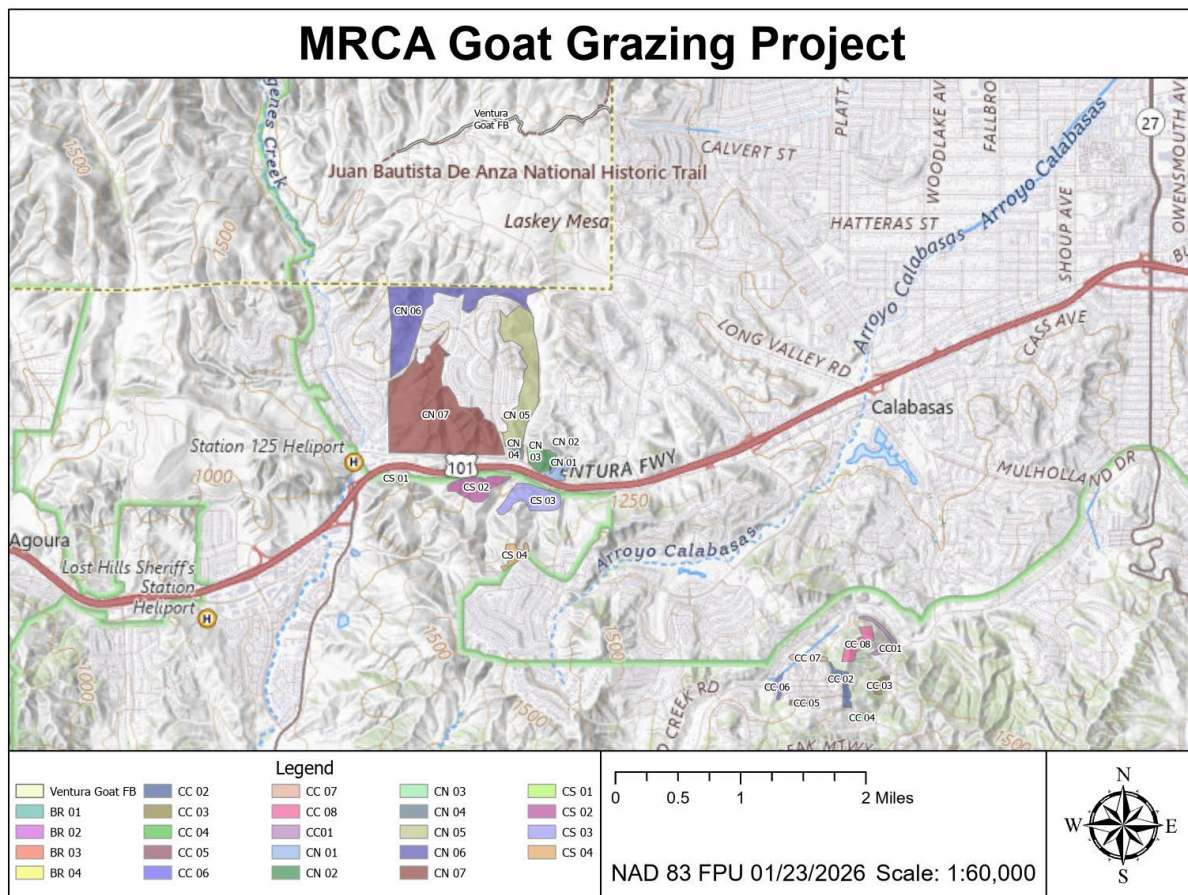 MRCA Goat Grazing Project
Ventura
Goat FB
Juan Bautista De Anza National Historic Trail
Laskey Mesa
genes Creek
1500
1500
CALVERT ST
PLATT A
WOODLAKE AV
FALLBRO
27
OWENSMOUTH AV
HATTERAS ST
Arroyo Calabasas
Arroyo Calabasas
SHOUP AVE
CASS AVE
LONG VALLEY RD
Calabasas
CN 06
CN 07
CN 05
CN
04
CN
03
CN 02
CN 01
Station 125 Heliport
H
1000
CS 01
101
ENTURA FWY
CS 02
CS 03
1250
MULHOLLAND DR
Agoura
Lost Hills Sheriff's
Station
Heliport
H
CS 04
Arroyo Calabasas
1000
1500
1500
1500
1500
D CREEK RD
CC 07
CC 08
CC01
CC 06
CC 02
CC 03
CC 05
CC 04
EAK MTWY
Legend
Ventura Goat FB
BR 01
BR 02
BR 03
BR 04
CC 02
CC 03
CC 04
CC 05
CC 06
CC 07
CC 08
CC01
CN 01
CN 02
CN 03
CN 04
CN 05
CN 06
CN 07
CS 01
CS 02
CS 03
CS 04
0 0.5 1 2 Miles
NAD 83 FPU 01/23/2026 Scale: 1:60,000
N
W E
S